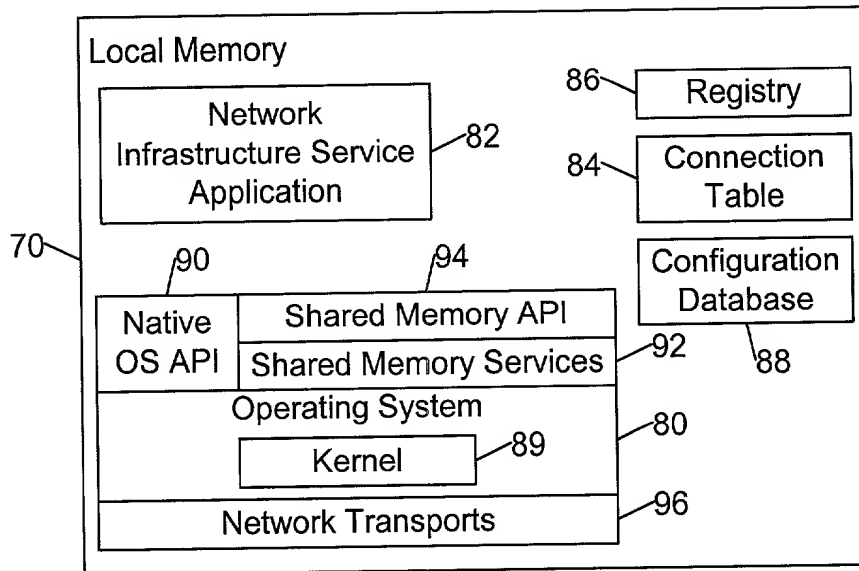 Local Memory
Network
Infrastructure Service
Application
82
86
Registry
84
Connection
Table
70
90
94
Configuration
Database
88
Native
OS API
Shared Memory API
Shared Memory Services
92
Operating System
80
Kernel
89
Network Transports
96